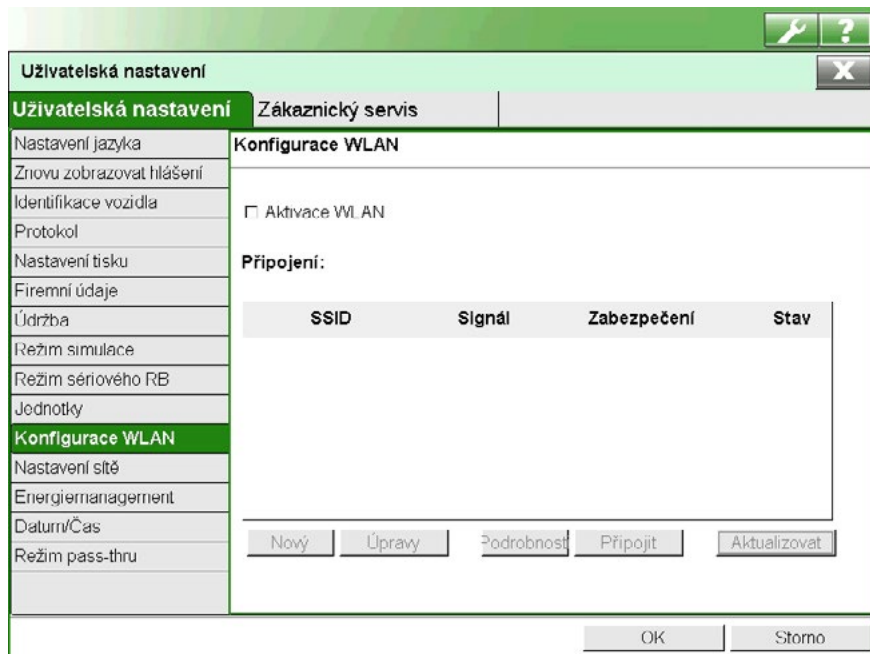 ?
Uživatelská nastavení
X
Uživatelská nastavení
Zákaznický servis
Nastavení jazyka
Znovu zobrazovat hlášení
Identifikace vozidla
Protokol
Nastavení tisku
Firemní údaje
Údržba
Režim simulace
Režim sériového RB
Jednotky
Konfigurace WLAN
Nastavení sítě
Energiemanagement
Datum/Čas
Režim pass-thru
Konfigurace WLAN
Aktivace WLAN
Připojení:
SSID Signál Zabezpečení Stav
Nový Úpravy Podrobnost Připojit Aktualizovat
OK Storno